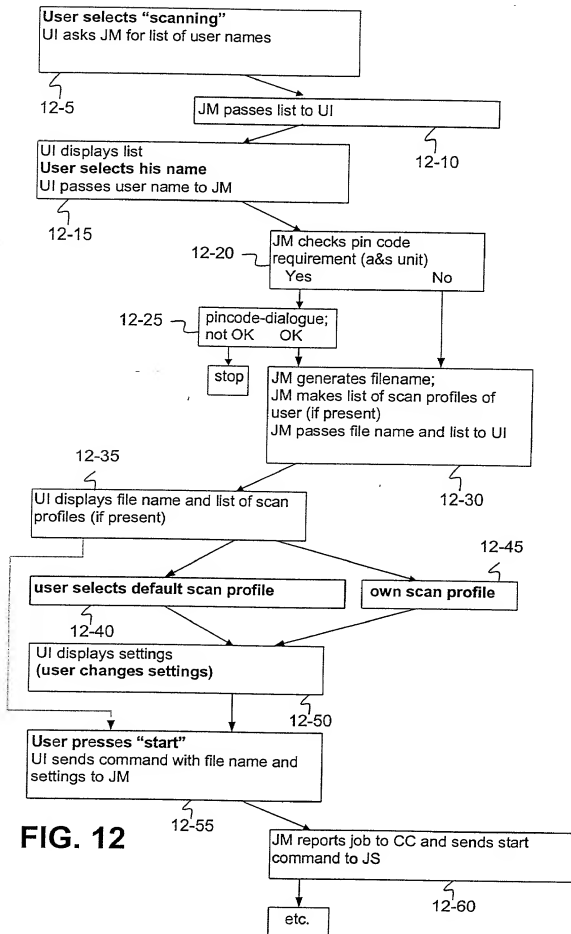 User selects “scanning”
UI asks JM for list of user names
12-5
JM passes list to UI
12-10
UI displays list
User selects his name
UI passes user name to JM
12-15
JM checks pin code
requirement (a&s unit)
Yes No
12-20
12-25
pincode-dialogue;
not OK OK
stop
JM generates filename;
JM makes list of scan profiles of
user (if present)
JM passes file name and list to UI
12-30
12-35
UI displays file name and list of scan
profiles (if present)
12-45
user selects default scan profile
own scan profile
12-40
UI displays settings
(user changes settings)
12-50
User presses “start”
UI sends command with file name and
settings to JM
12-55
FIG. 12
JM reports job to CC and sends start
command to JS
12-60
etc.